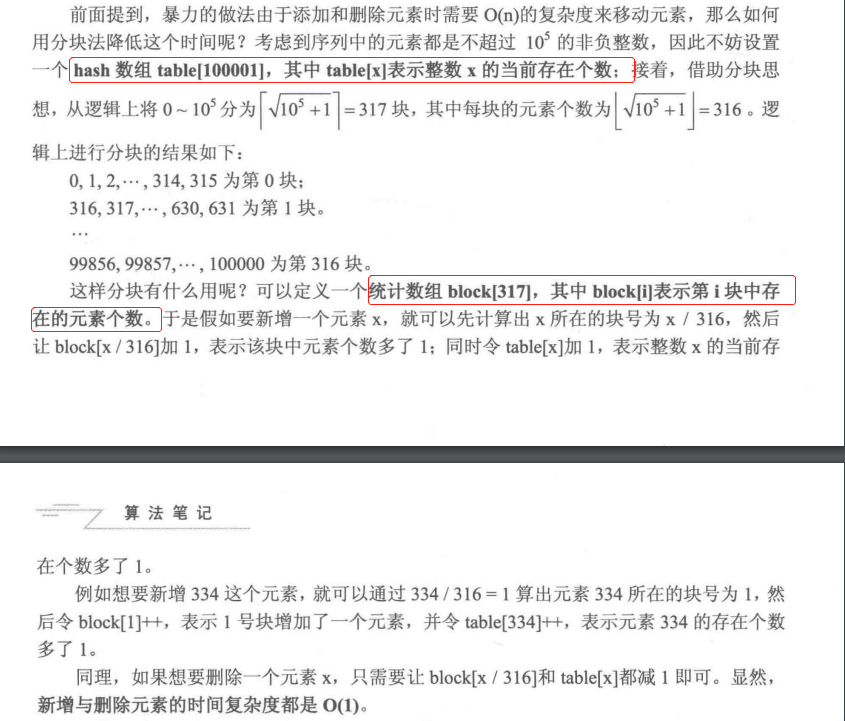 前面提到，暴力的做法由于添加和删除元素时需要 O(n)的复杂度来移动元素，那么如何
用分块法降低这个时间呢？考虑到序列中的元素都是不超过 10⁵ 的非负整数，因此不妨设置
一个 hash 数组 table[100001]，其中 table[x]表示整数 x 的当前存在个数；接着，借助分块思
想，从逻辑上将 0 ~ 10⁵ 分为⌈√(10⁵ +1)⌉ = 317 块，其中每块的元素个数为⌊√(10⁵ +1)⌋ = 316 。逻
辑上进行分块的结果如下：
0, 1, 2,⋯ , 314, 315 为第 0 块；
316, 317,⋯ , 630, 631 为第 1 块。
⋯
99856, 99857,⋯ , 100000 为第 316 块。
这样分块有什么用呢？可以定义一个统计数组 block[317]，其中 block[i]表示第 i 块中存
在的元素个数。于是假如要新增一个元素 x，就可以先计算出 x 所在的块号为 x / 316，然后
让 block[x / 316]加 1，表示该块中元素个数多了 1；同时令 table[x]加 1，表示整数 x 的当前存
算 法 笔 记
在个数多了 1。
例如想要新增 334 这个元素，就可以通过 334 / 316 = 1 算出元素 334 所在的块号为 1，然
后令 block[1]++，表示 1 号块增加了一个元素，并令 table[334]++，表示元素 334 的存在个数
多了 1。
同理，如果想要删除一个元素 x，只需要让 block[x / 316]和 table[x]都减 1 即可。显然，
新增与删除元素的时间复杂度都是 O(1)。